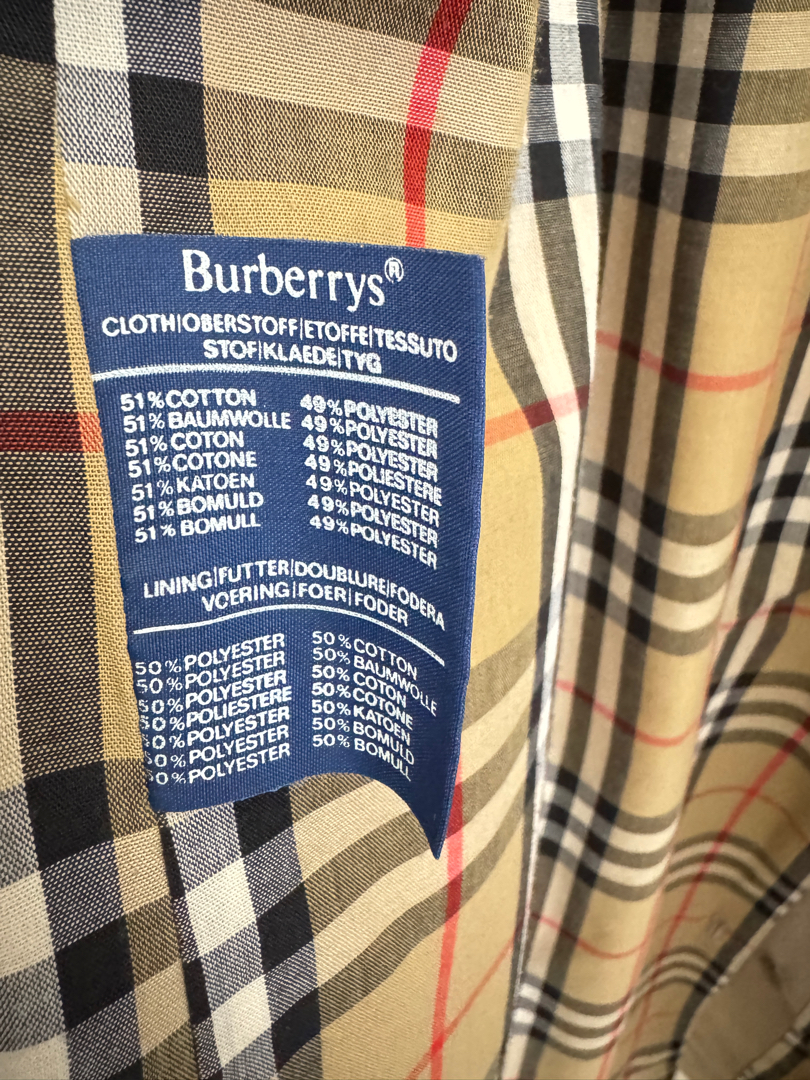 Burberrys®
CLOTH|OBERSTOFF|ETOFFE|TESSUTO
STOF|KLAEDE|TYG
51%COTTON 49%POLYESTER
51%BAUMWOLLE 49%POLYESTER
51%COTON 49%POLYESTER
51%COTONE 49%POLIESTERE
51%KATOEN 49%POLYESTER
51%BOMULD 49%POLYESTER
51%BOMULL 49%POLYESTER
LINING|FUTTER|DOUBLURE|FODERA
VOERING|FOER|FODER
50%POLYESTER 50%COTTON
50%POLYESTER 50%BAUMWOLLE
50%POLYESTER 50%COTON
50%POLIESTERE 50%COTONE
50%POLYESTER 50%KATOEN
50%POLYESTER 50%BOMULD
50%POLYESTER 50%BOMULL